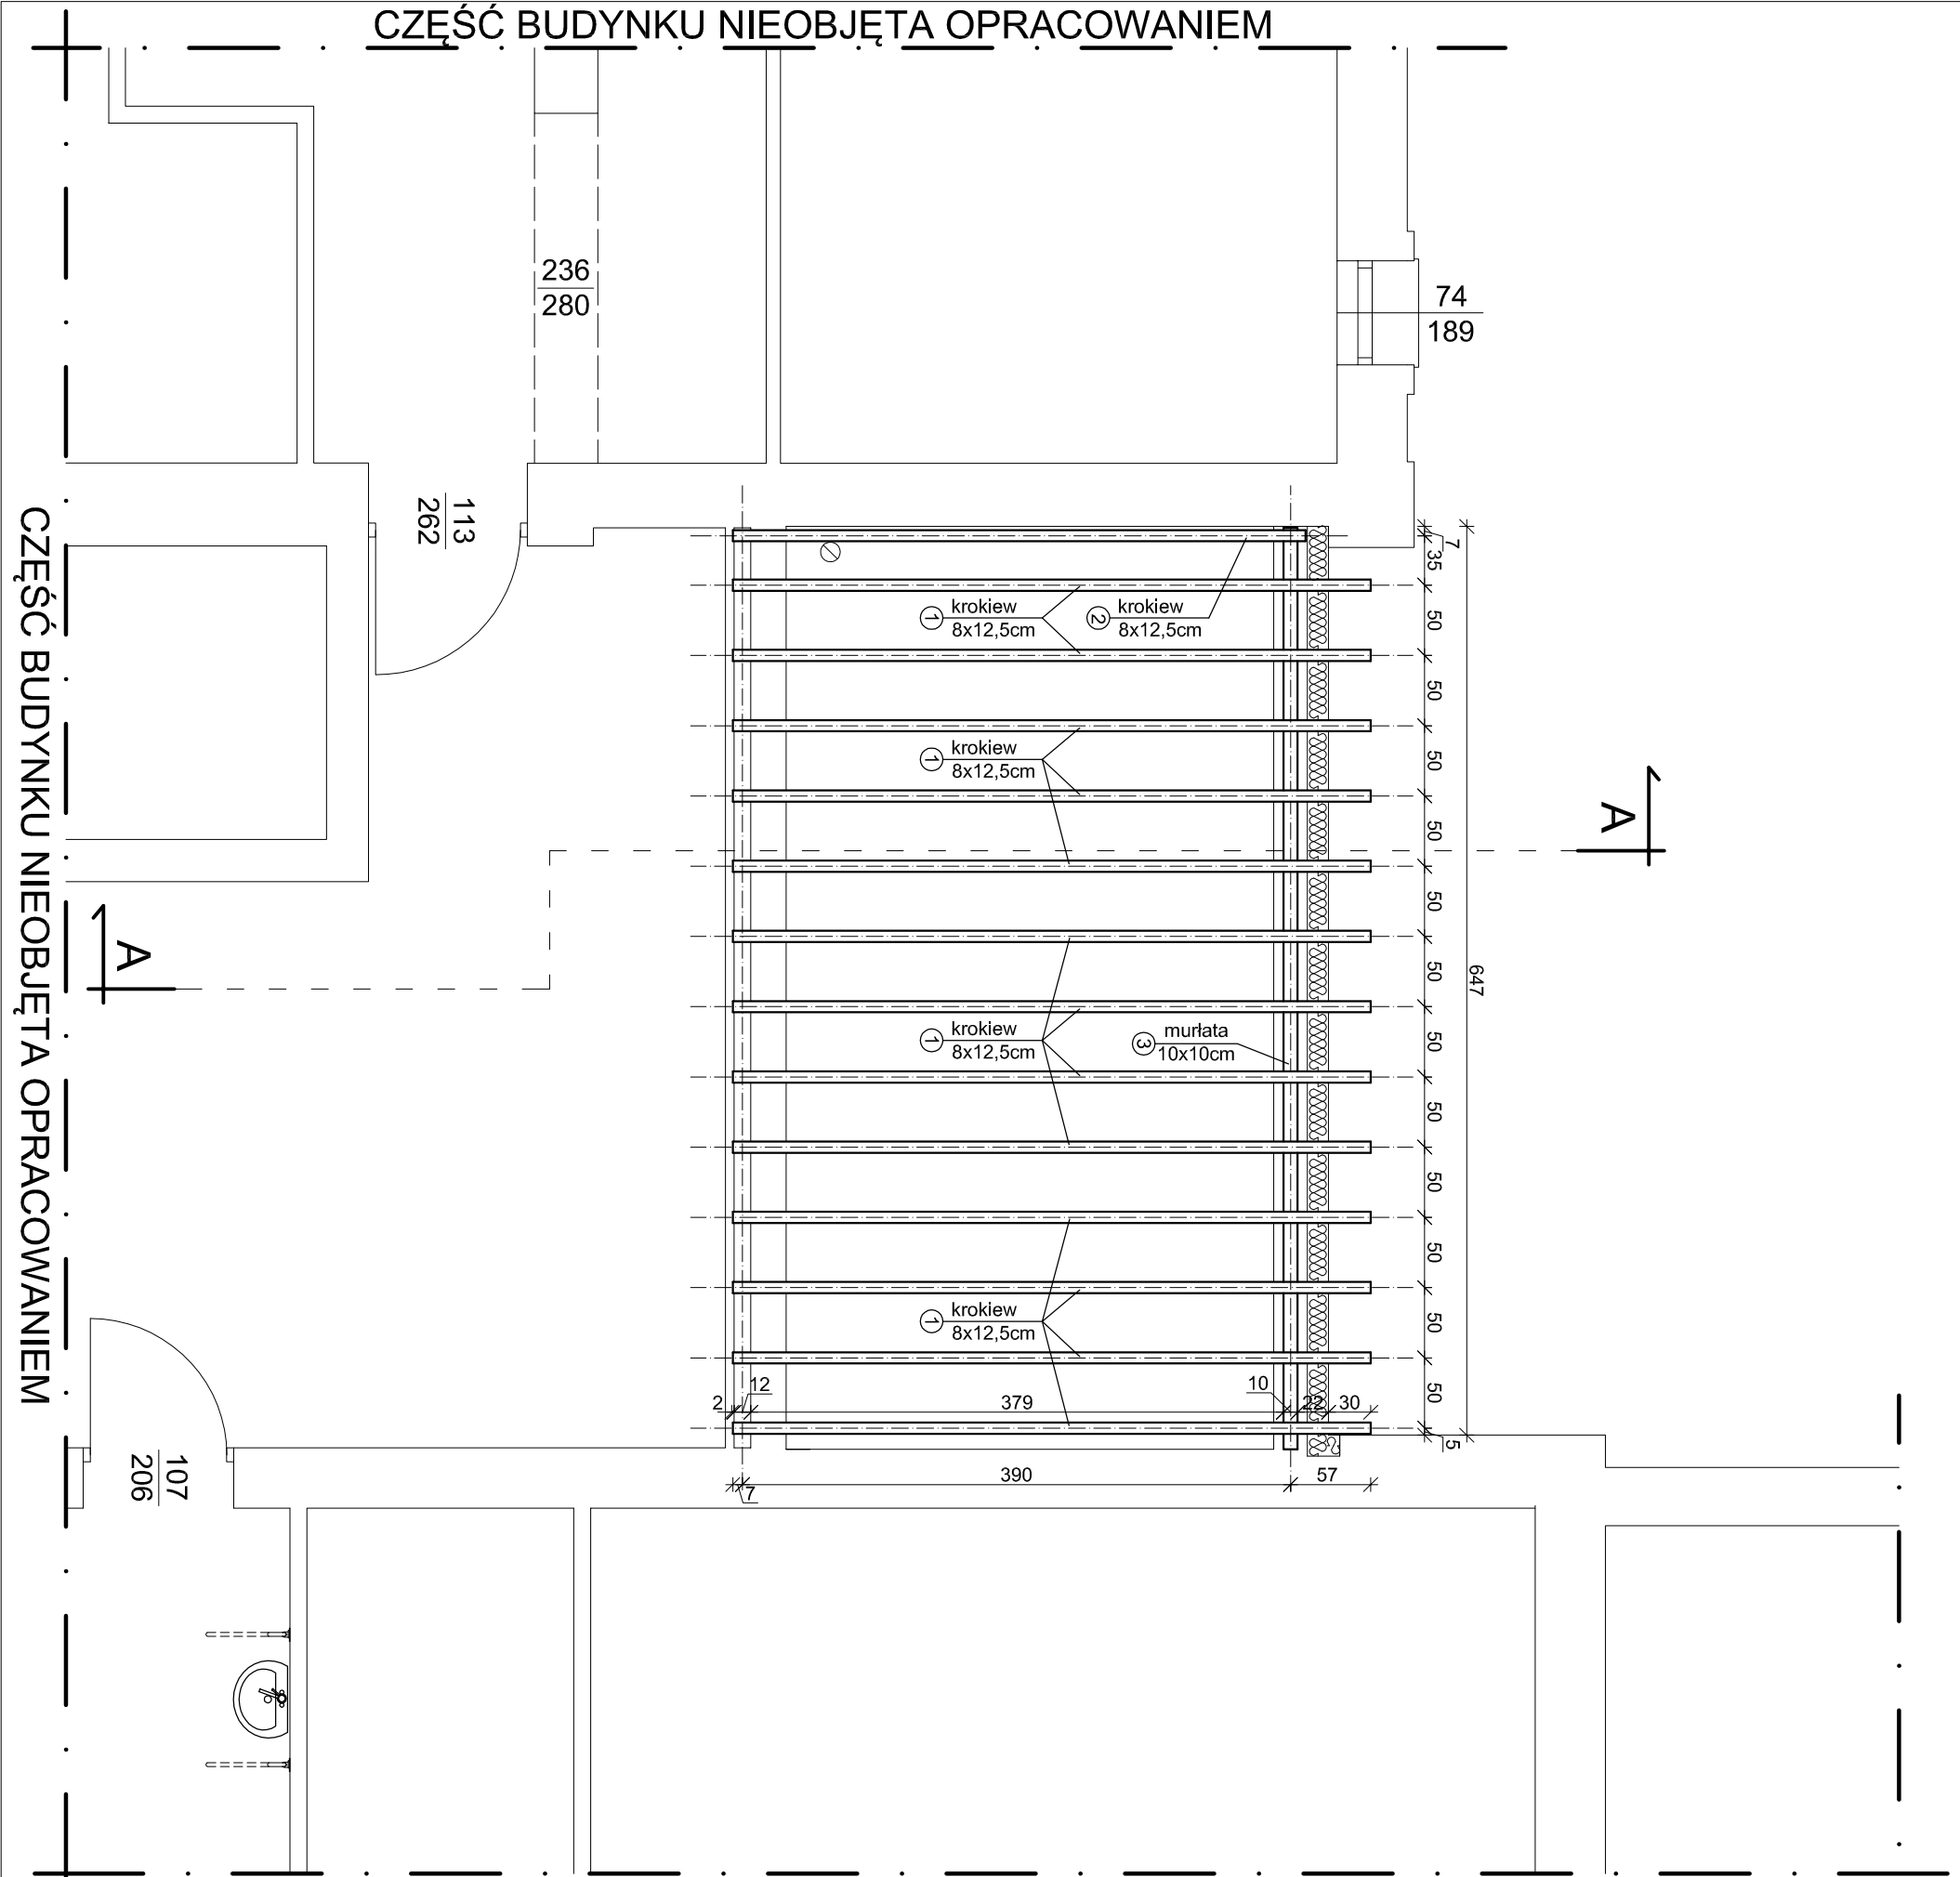 CZĘŚĆ BUDYNKU NIEOBJĘTA OPRACOWANIEM
236
280
74
189
113
262
7
35
1 krokiew
8x12,5cm
2 krokiew
8x12,5cm
50
50
1 krokiew
8x12,5cm
50
A
50
50
CZĘŚĆ BUDYNKU NIEOBJĘTA OPRACOWANIEM
A
50
647
1 krokiew
8x12,5cm
3 murłata
10x10cm
50
50
50
50
1 krokiew
8x12,5cm
50
50
2
12
379
10
22
30
5
107
206
7
390
57